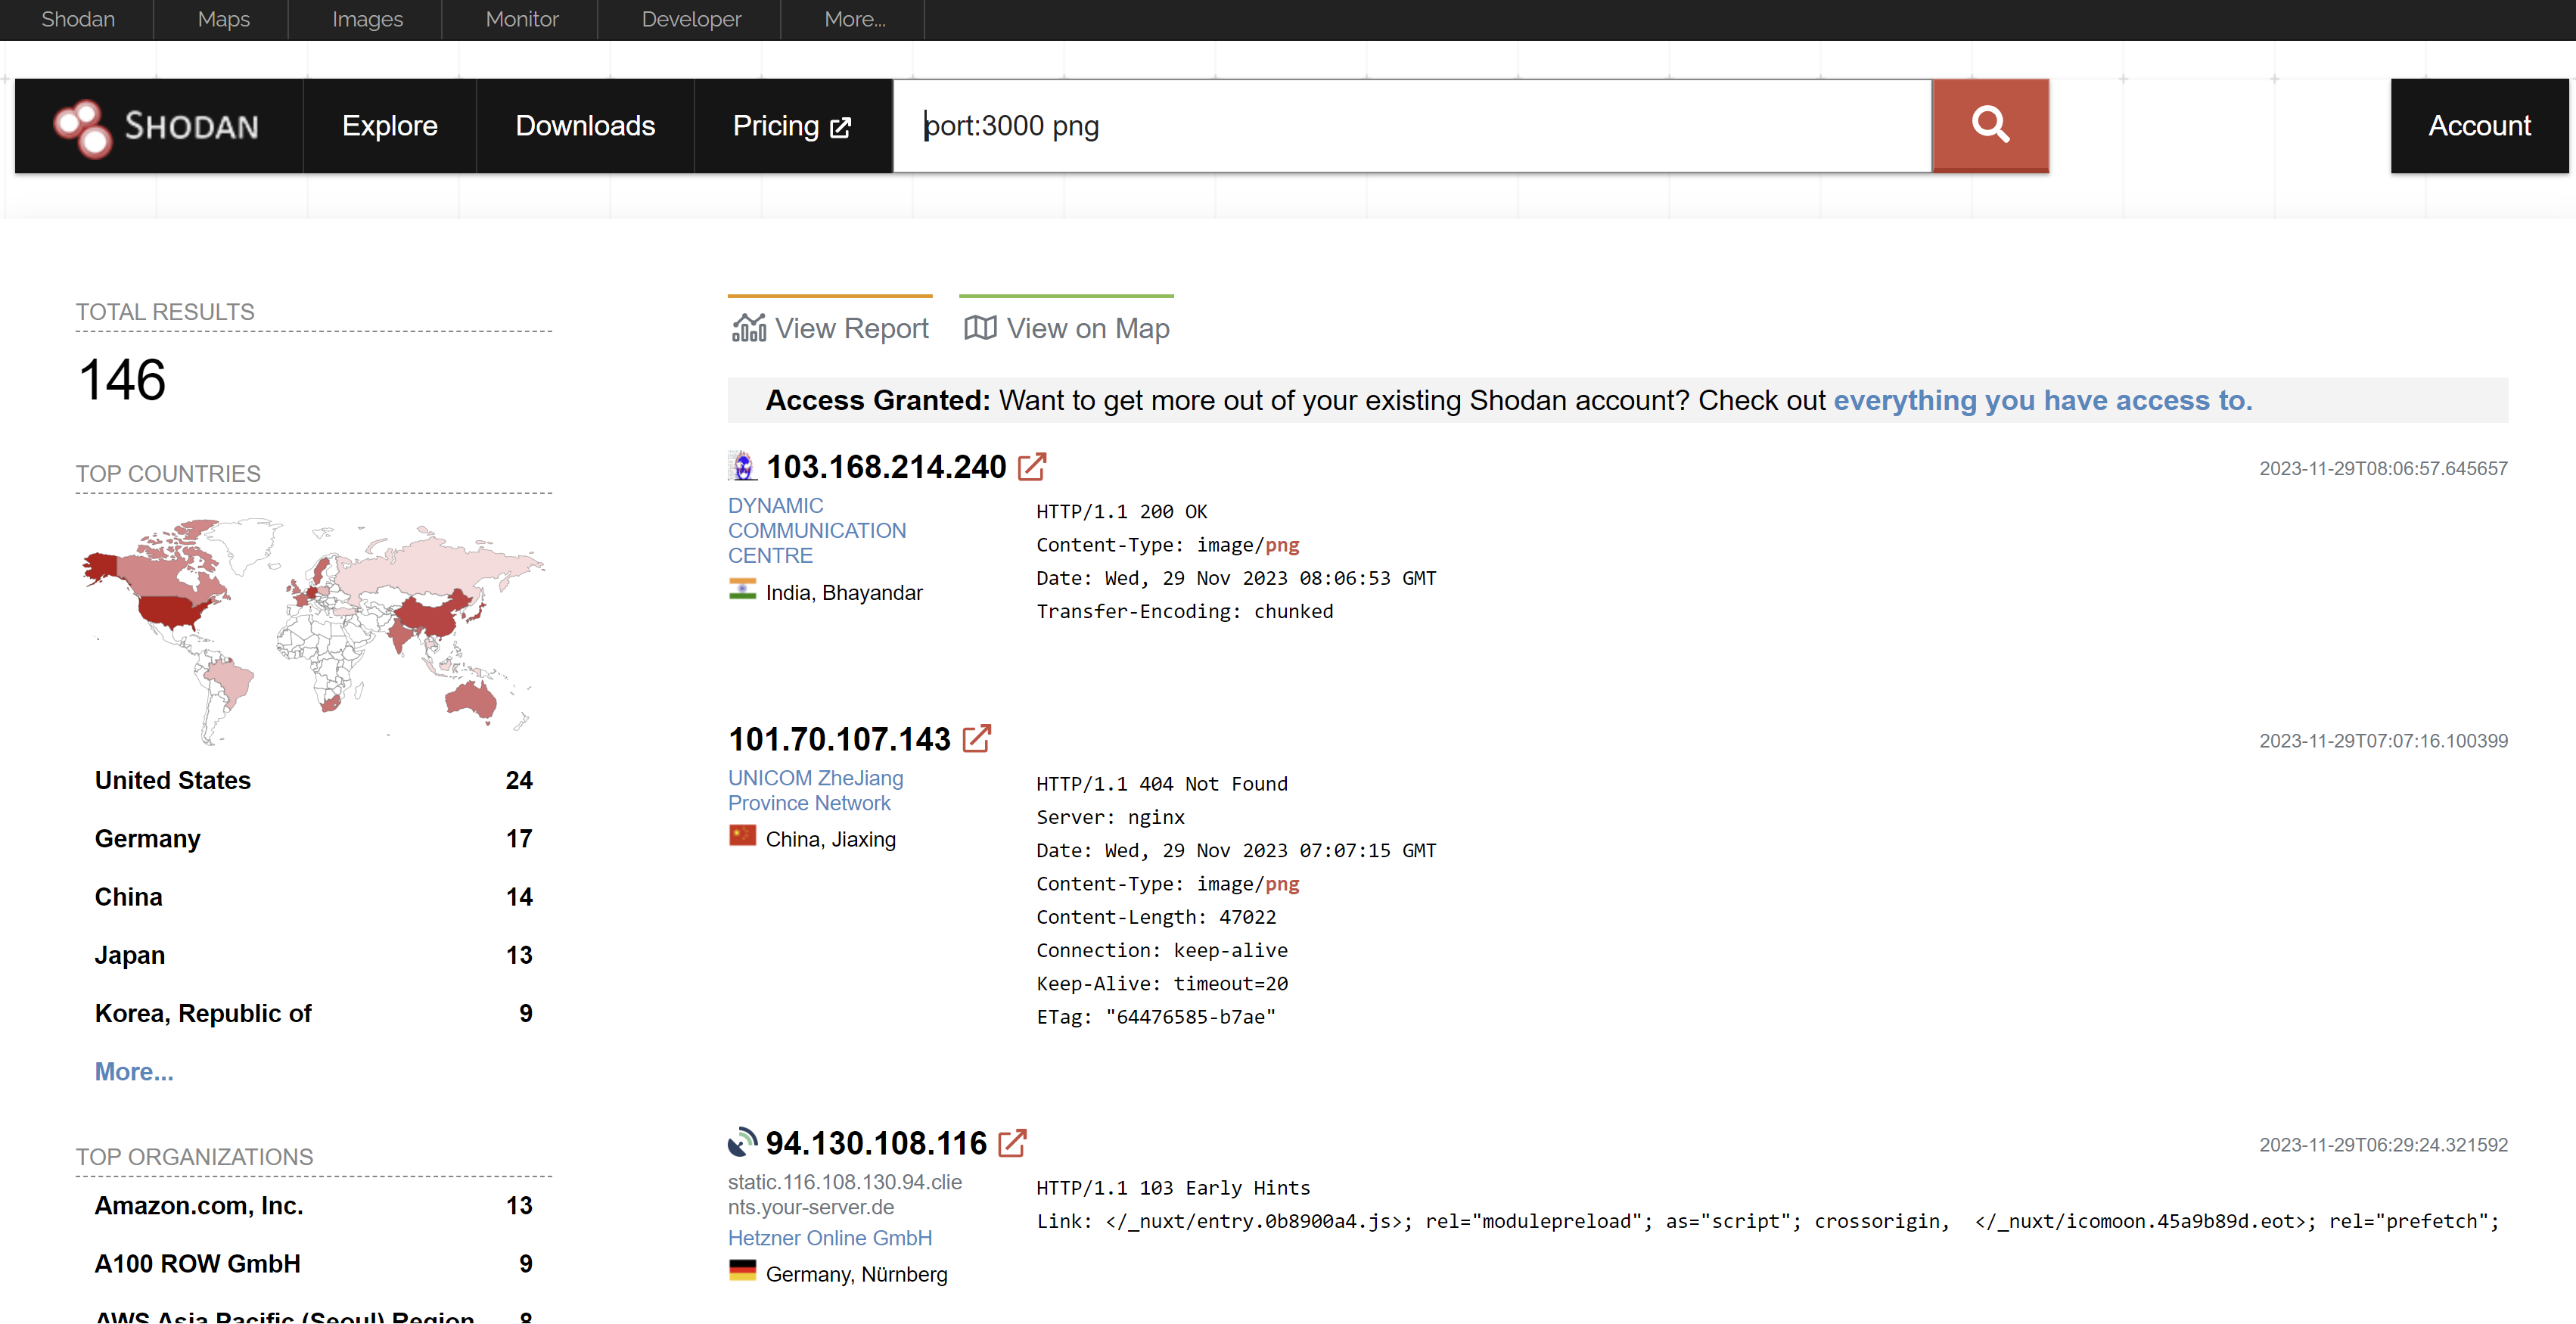 Shodan Maps Images Monitor Developer More...
SHODAN Explore Downloads Pricing port:3000 png Account
TOTAL RESULTS
146
TOP COUNTRIES
United States 24
Germany 17
China 14
Japan 13
Korea, Republic of 9
More...
TOP ORGANIZATIONS
Amazon.com, Inc. 13
A100 ROW GmbH 9
AWS Asia Pacific (Seoul) Region 8
View Report View on Map
Access Granted: Want to get more out of your existing Shodan account? Check out everything you have access to.
103.168.214.240
2023-11-29T08:06:57.645657
DYNAMIC
COMMUNICATION
CENTRE
India, Bhayandar
HTTP/1.1 200 OK
Content-Type: image/png
Date: Wed, 29 Nov 2023 08:06:53 GMT
Transfer-Encoding: chunked
101.70.107.143
2023-11-29T07:07:16.100399
UNICOM ZheJiang
Province Network
China, Jiaxing
HTTP/1.1 404 Not Found
Server: nginx
Date: Wed, 29 Nov 2023 07:07:15 GMT
Content-Type: image/png
Content-Length: 47022
Connection: keep-alive
Keep-Alive: timeout=20
ETag: "64476585-b7ae"
94.130.108.116
2023-11-29T06:29:24.321592
static.116.108.130.94.clie
nts.your-server.de
Hetzner Online GmbH
Germany, Nürnberg
HTTP/1.1 103 Early Hints
Link: </_nuxt/entry.0b8900a4.js>; rel="modulepreload"; as="script"; crossorigin, </_nuxt/icomoon.45a9b89d.eot>; rel="prefetch";